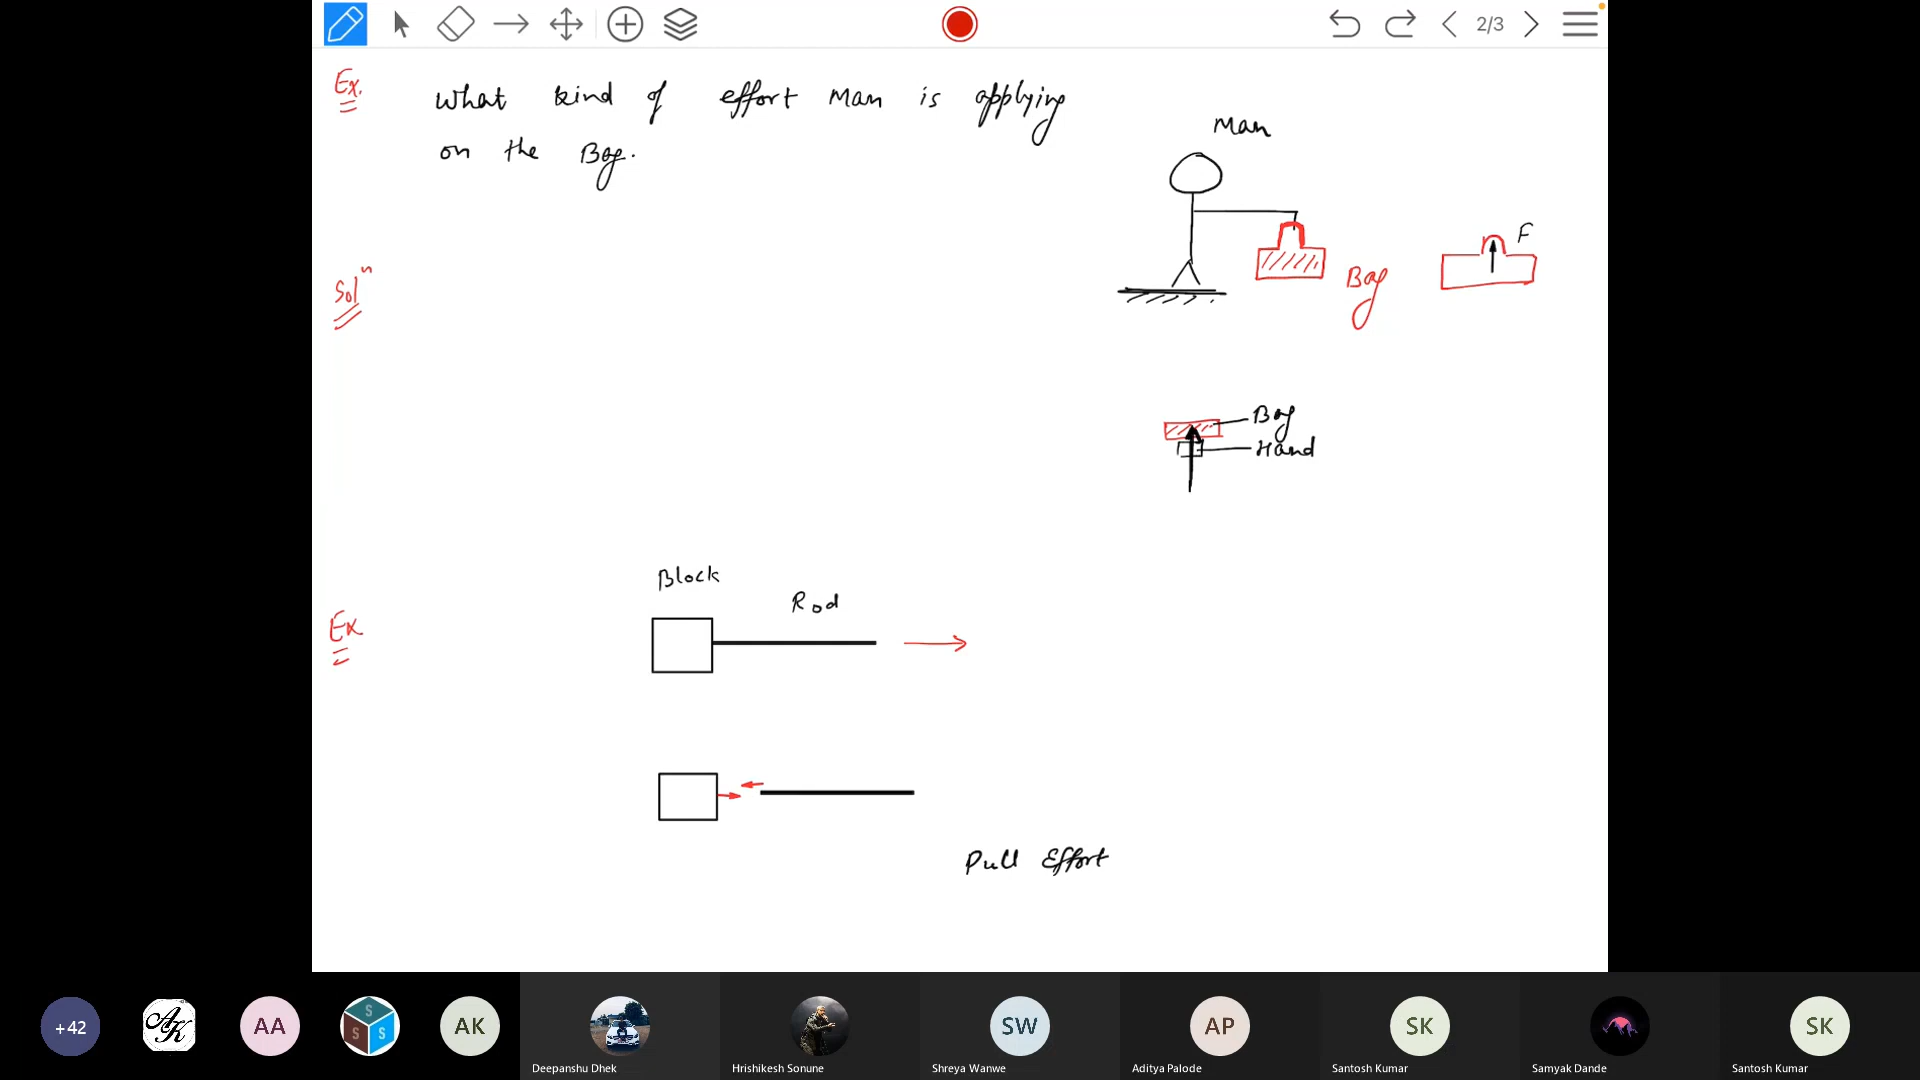 2/3
Ex.
What kind of effort Man is applying
on the Bag.
Man
F
Bag
Solⁿ
Bag
Hand
Block
Rod
Ex
Pull Effort
+42
AK
AA
S
S S
AK
SW
AP
SK
SK
Deepanshu Dhek
Hrishikesh Sonune
Shreya Wanwe
Aditya Palode
Santosh Kumar
Samyak Dande
Santosh Kumar